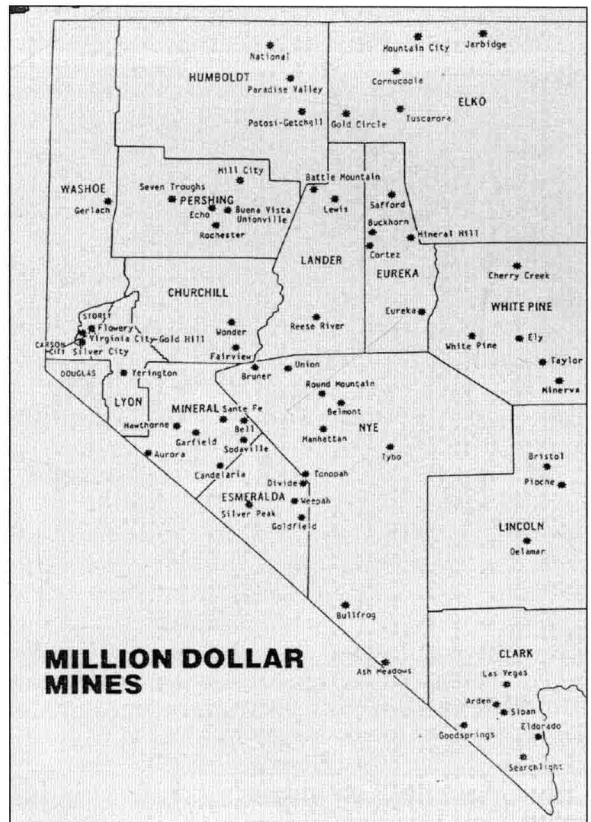 National
HUMBOLDT
Paradise Valley
Potosi-Getchell
Mountain City
Jarbidge
Cornucopia
ELKO
Gold Circle
Tuscarora
WASHOE
Gerlach
Mill City
Seven Troughs
PERSHING
Echo
Buena Vista
Unionville
Rochester
Battle Mountain
Lewis
Safford
Buckhorn
Mineral Hill
Cortez
LANDER
EUREKA
Eureka
Reese River
CHURCHILL
Wonder
Fairview
Cherry Creek
WHITE PINE
White Pine
Ely
Taylor
Minerva
STOREY
Flowery
Virginia City-Gold Hill
CARSON
CITY
Silver City
DOUGLAS
Yerington
LYON
MINERAL
Santa Fe
Hawthorne
Bell
Garfield
Sodaville
Aurora
Candelaria
Bruner
Union
Round Mountain
Belmont
NYE
Manhattan
Tybo
Tonopah
Divide
ESMERALDA
Weepah
Silver Peak
Goldfield
Bristol
Pioche
LINCOLN
Delamar
Bullfrog
Ash Meadows
CLARK
Las Vegas
Arden
Sloan
Goodsprings
Eldorado
Searchlight
MILLION DOLLAR
MINES